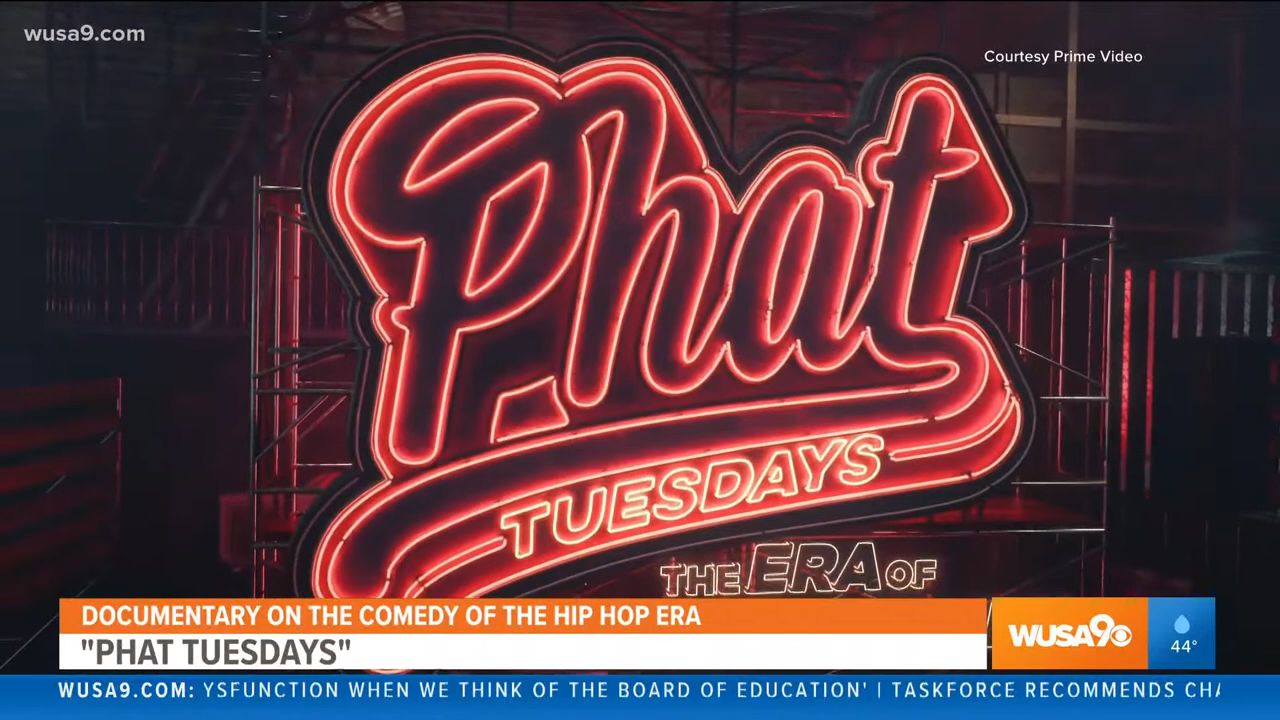 wusa9.com
Courtesy Prime Video
Phat
TUESDAYS
THE ERA OF
DOCUMENTARY ON THE COMEDY OF THE HIP HOP ERA
"PHAT TUESDAYS"
WUSA9
44°
WUSA9.COM: YSFUNCTION WHEN WE THINK OF THE BOARD OF EDUCATION' | TASKFORCE RECOMMENDS CHA